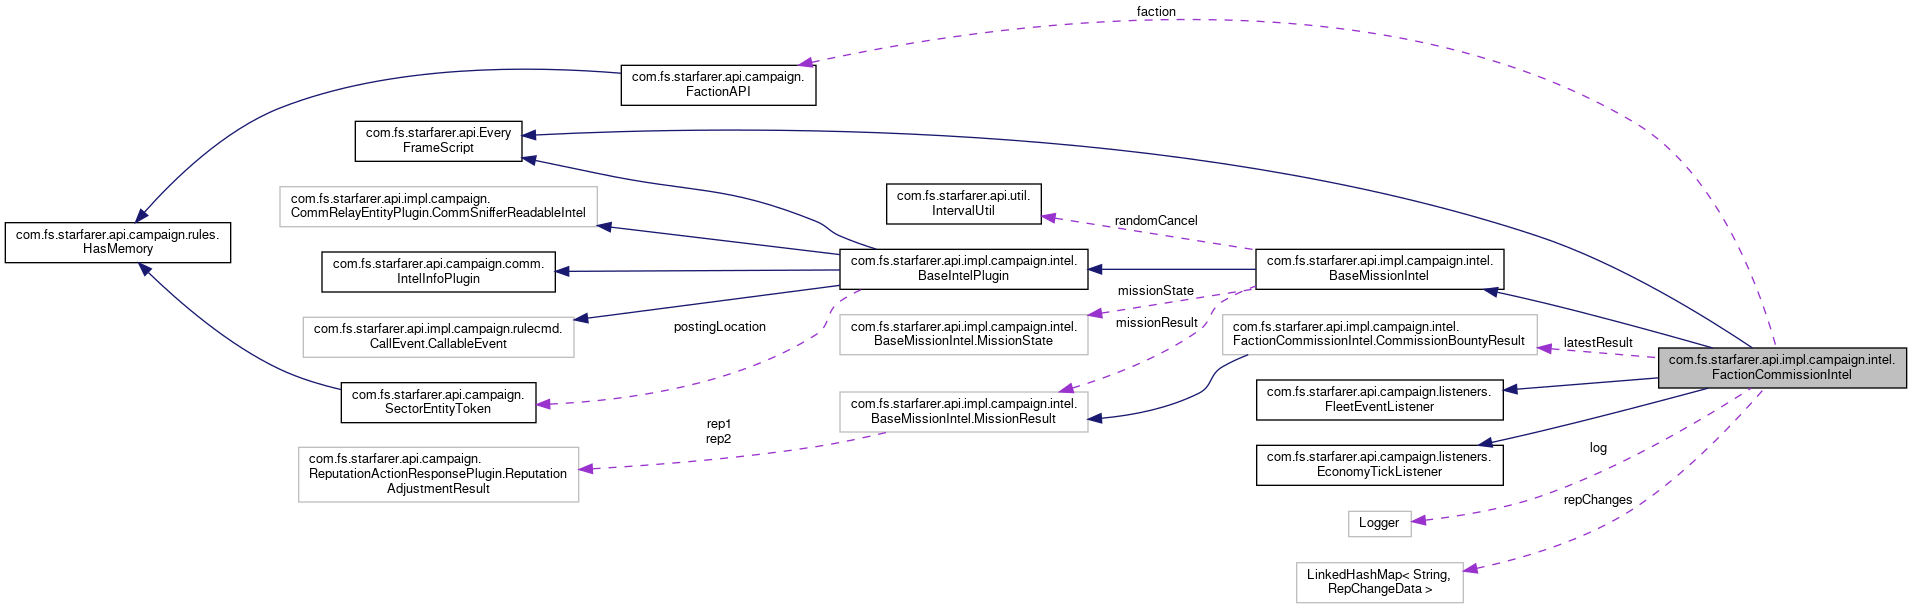 faction
com.fs.starfarer.api.campaign.
FactionAPI
com.fs.starfarer.api.Every
FrameScript
com.fs.starfarer.api.impl.campaign.
CommRelayEntityPlugin.CommSnifferReadableIntel
com.fs.starfarer.api.util.
IntervalUtil
randomCancel
com.fs.starfarer.api.campaign.rules.
HasMemory
com.fs.starfarer.api.campaign.comm.
IntelInfoPlugin
com.fs.starfarer.api.impl.campaign.intel.
BaseIntelPlugin
com.fs.starfarer.api.impl.campaign.intel.
BaseMissionIntel
missionState
com.fs.starfarer.api.impl.campaign.rulecmd.
CallEvent.CallableEvent
postingLocation
com.fs.starfarer.api.impl.campaign.intel.
BaseMissionIntel.MissionState
missionResult
com.fs.starfarer.api.impl.campaign.intel.
FactionCommissionIntel.CommissionBountyResult
latestResult
com.fs.starfarer.api.impl.campaign.intel.
FactionCommissionIntel
com.fs.starfarer.api.campaign.
SectorEntityToken
com.fs.starfarer.api.impl.campaign.intel.
BaseMissionIntel.MissionResult
com.fs.starfarer.api.campaign.listeners.
FleetEventListener
rep1
rep2
com.fs.starfarer.api.campaign.
ReputationActionResponsePlugin.Reputation
AdjustmentResult
com.fs.starfarer.api.campaign.listeners.
EconomyTickListener
log
repChanges
Logger
LinkedHashMap< String,
RepChangeData >